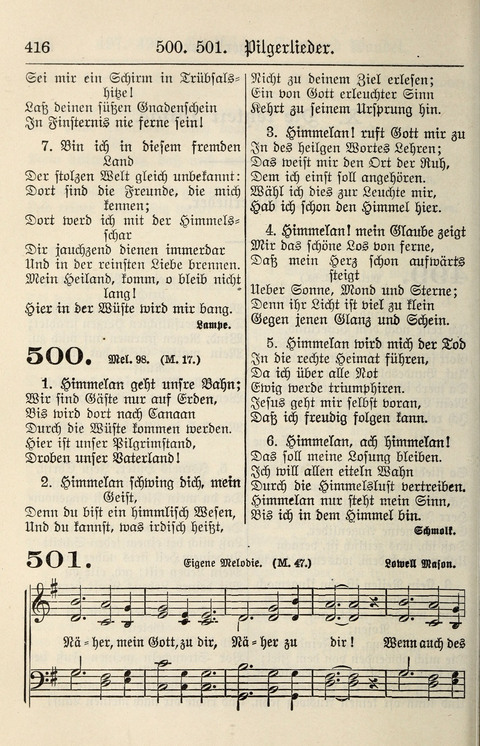 416 500. 501. Pilgerlieder.
Sei mir ein Schirm in Trübsals-
hitze!
Laß deinen süßen Gnadenschein
In Finsternis nie ferne sein!
7. Bin ich in diesem fremden
Land
Der stolzen Welt gleich unbekannt:
Dort sind die Freunde, die mich
kennen;
Dort werd ich mit der Himmels-
schar
Dir jauchzend dienen immerdar
Und in der reinsten Liebe brennen.
Mein Heiland, komm, o bleib nicht
lang!
Hier in der Wüste wird mir bang.
Lampe.
500. Mel. 98. (M. 17.)
1. Himmelan geht unsre Bahn;
Wir sind Gäste nur auf Erden,
Bis wird dort nach Canaan
Durch die Wüste kommen werden.
Hier ist unser Pilgrimstand,
Droben unser Vaterland!
2. Himmelan schwing dich, mein
Geist,
Denn du bist ein himmlisch Wesen,
Und du kannst, was irdisch heißt,
Nicht zu deinem Ziel erlesen;
Ein von Gott erleuchter Sinn
Kehrt zu seinem Ursprung hin.
3. Himmelan! ruft Gott mir zu
In des heilgen Wortes Lehren;
Das weist mir den Ort der Ruh,
Dem ich einst soll angehören.
Wähl ich dies zur Leuchte mir,
Hab ich schon den Himmel hier.
4. Himmelan! mein Glaube zeigt
Mir das schöne Los von ferne,
Daß mein Herz schon aufwärts
steigt
Ueber Sonne, Mond und Sterne;
Denn ihr Licht ist viel zu klein
Gegen jenen Glanz und Schein.
5. Himmelan wird mich der Tod
In die rechte Heimat führen,
Da ich über alle Not
Ewig werde triumphiren.
Jesus geht mir selbst voran,
Daß ich freudig folgen kann.
6. Himmelan, ach himmelan!
Das soll meine Losung bleiben.
Ich will allen eiteln Wahn
Durch die Himmelslust vertreiben.
Himmelan nur steht mein Sinn,
Bis ich in dem Himmel bin.
Schmolk.
501. Eigene Melodie. (M. 47.) Lowell Mason.
Nä-her, mein Gott, zu dir, Nä-her zu dir! Wenn auch des